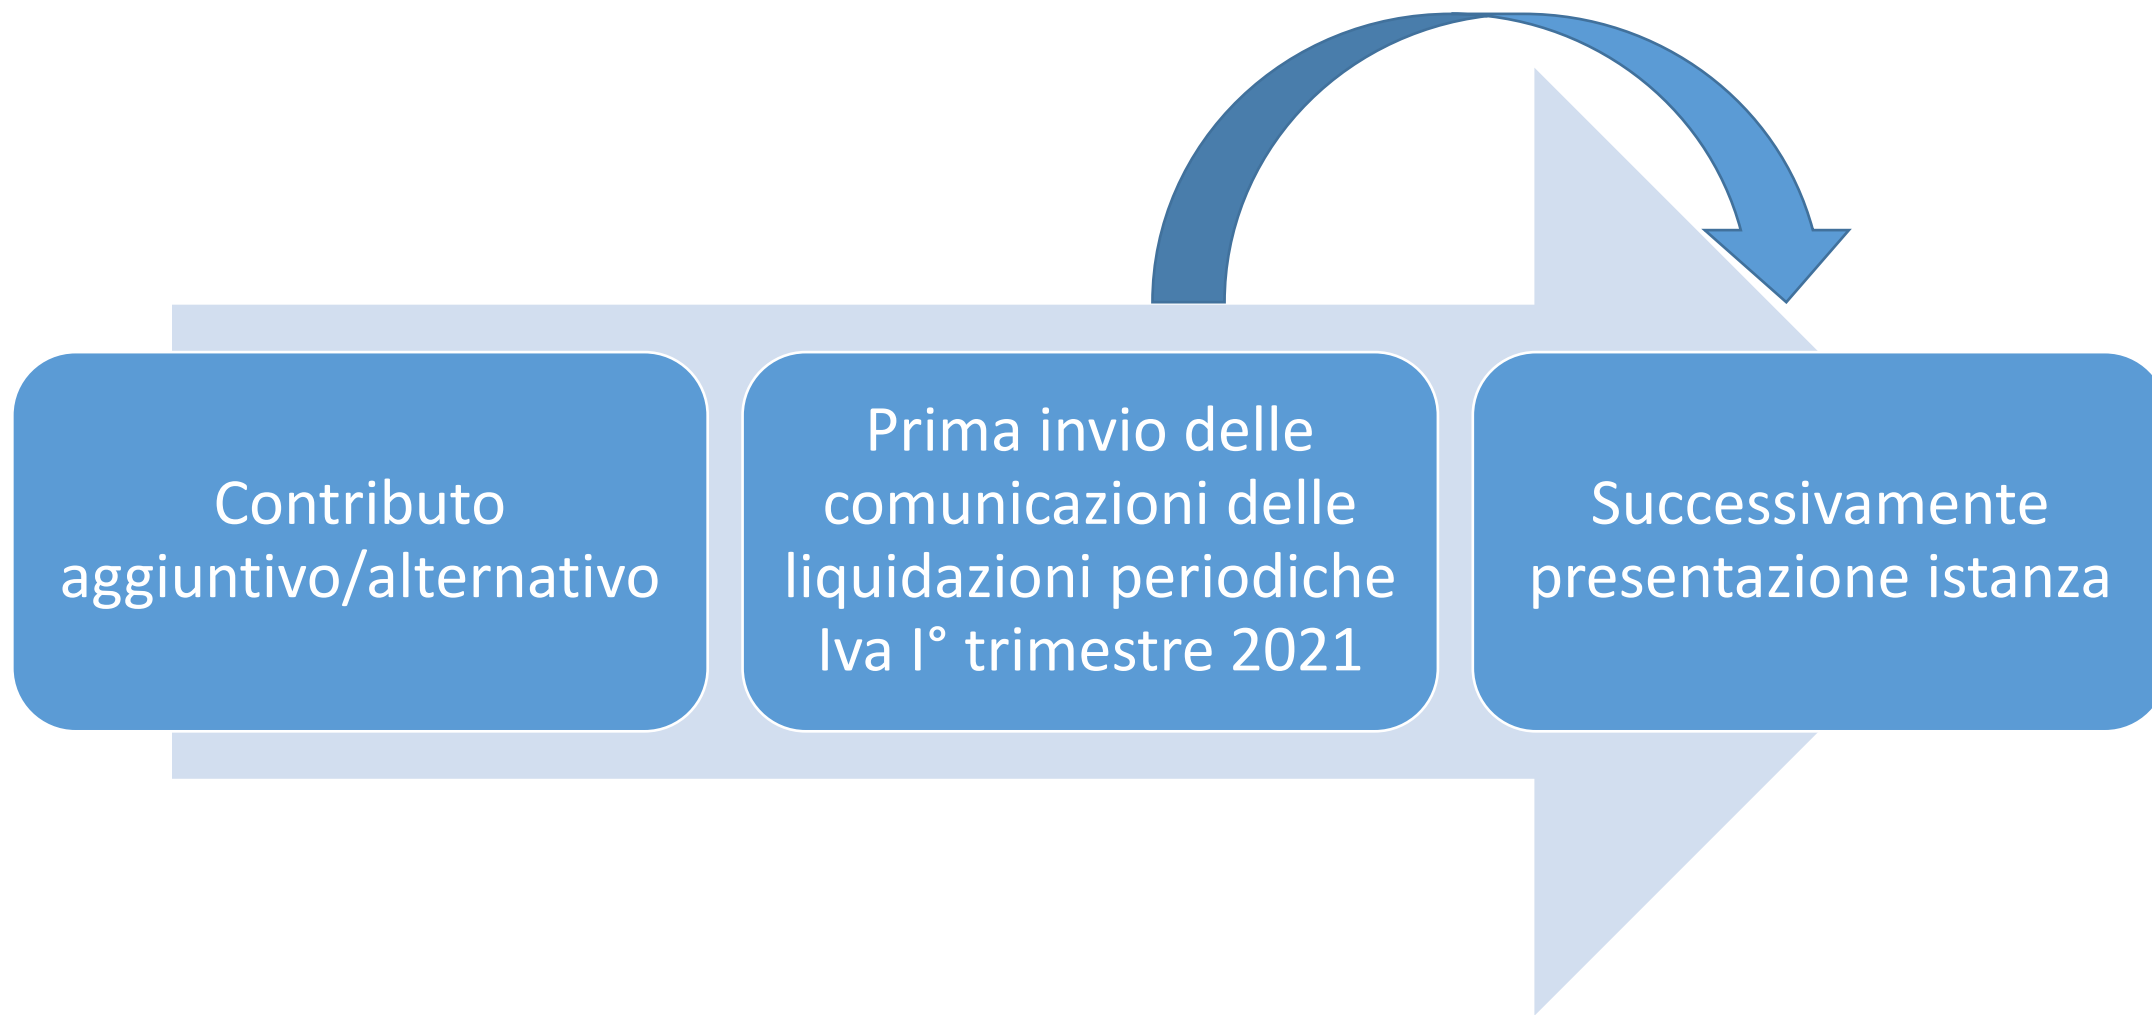 Contributo
aggiuntivo/alternativo
Prima invio delle
comunicazioni delle
liquidazioni periodiche
Iva I° trimestre 2021
Successivamente
presentazione istanza